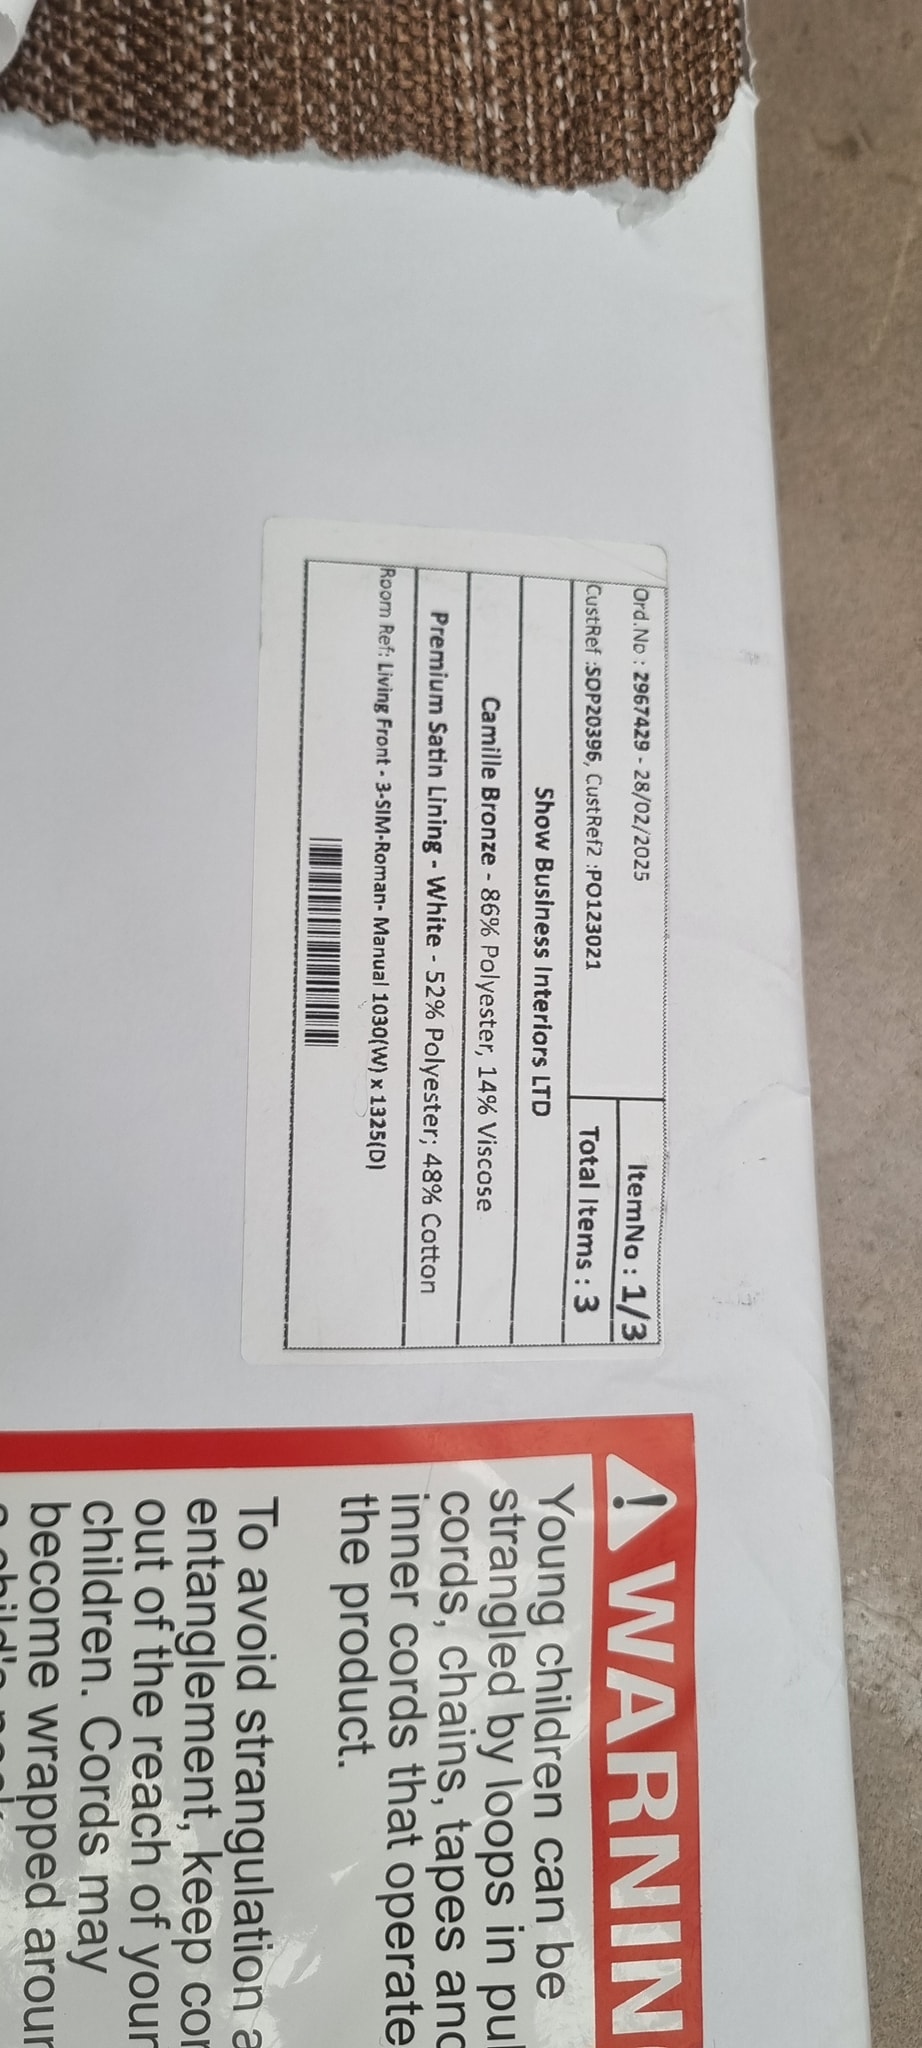 Ord.No : 2967429 - 28/02/2025
ItemNo : 1/3
CustRef :SOP20396, CustRef2 :PO123021
Total Items : 3
Show Business Interiors LTD
Camille Bronze - 86% Polyester, 14% Viscose
Premium Satin Lining - White - 52% Polyester; 48% Cotton
Room Ref: Living Front - 3-SIM-Roman- Manual 1030(W) x 1325(D)
WARNIN
Young children can be
strangled by loops in pul
cords, chains, tapes and
inner cords that operate
the product.
To avoid strangulation a
entanglement, keep cor
out of the reach of your
children. Cords may
become wrapped aroun